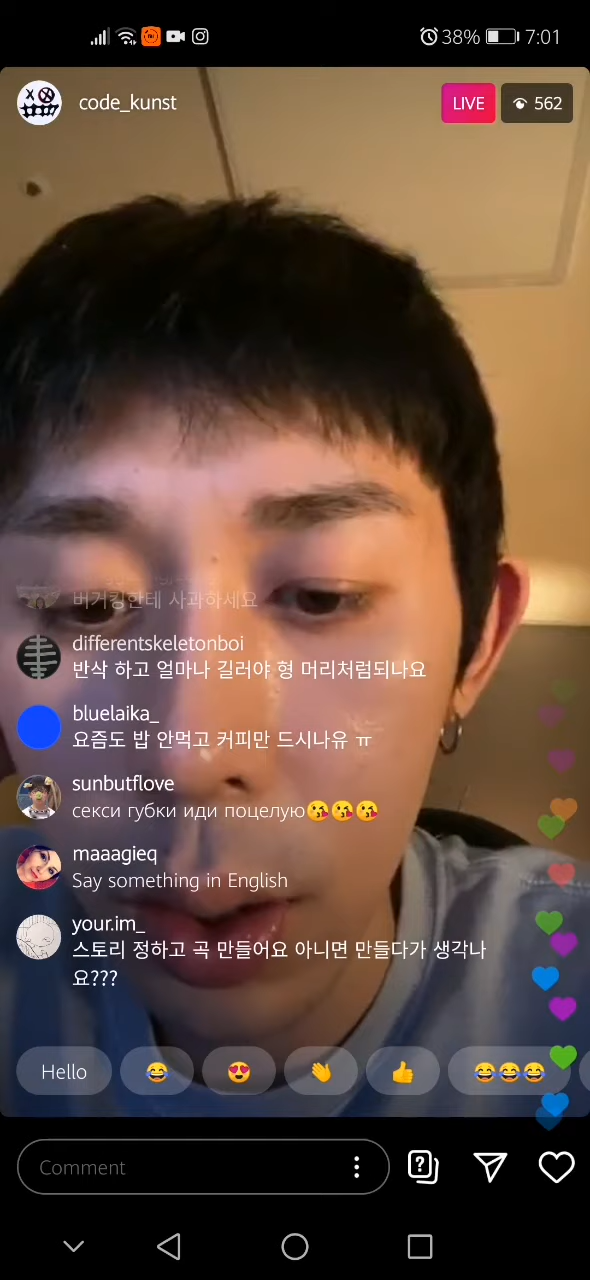 38% 7:01
code_kunst LIVE 562
버거킹한테 사과하세요
differentskeletonboi
반삭 하고 얼마나 길러야 형 머리처럼되나요
bluelaika_
요즘도 밥 안먹고 커피만 드시나유 ㅠ
sunbutflove
секси губки иди поцелую😘😘😘
maaagieq
Say something in English
your.im_
스토리 정하고 곡 만들어요 아니면 만들다가 생각나
요???
Hello 😂 😍 👋 👍 😂😂😂
Comment